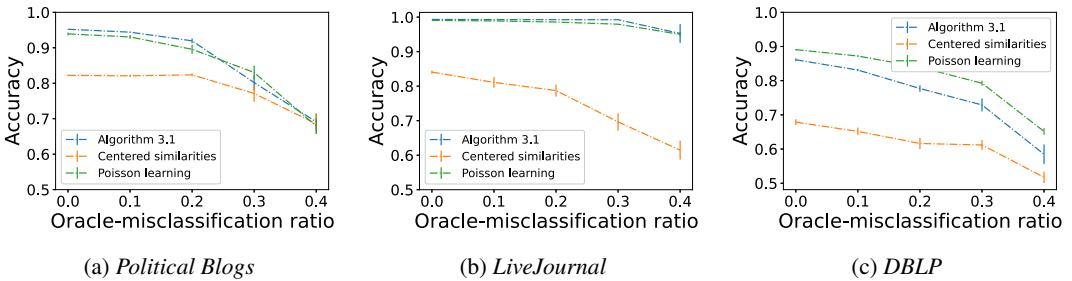 1.0
0.9
0.8
0.7
0.6
0.5
Accuracy
Algorithm 3.1
Centered similarities
Poisson learning
0.0 0.1 0.2 0.3 0.4
Oracle-misclassification ratio
(a) Political Blogs
1.0
0.9
0.8
0.7
0.6
0.5
Accuracy
Algorithm 3.1
Centered similarities
Poisson learning
0.0 0.1 0.2 0.3 0.4
Oracle-misclassification ratio
(b) LiveJournal
1.0
0.9
0.8
0.7
0.6
0.5
Accuracy
Algorithm 3.1
Centered similarities
Poisson learning
0.0 0.1 0.2 0.3 0.4
Oracle-misclassification ratio
(c) DBLP